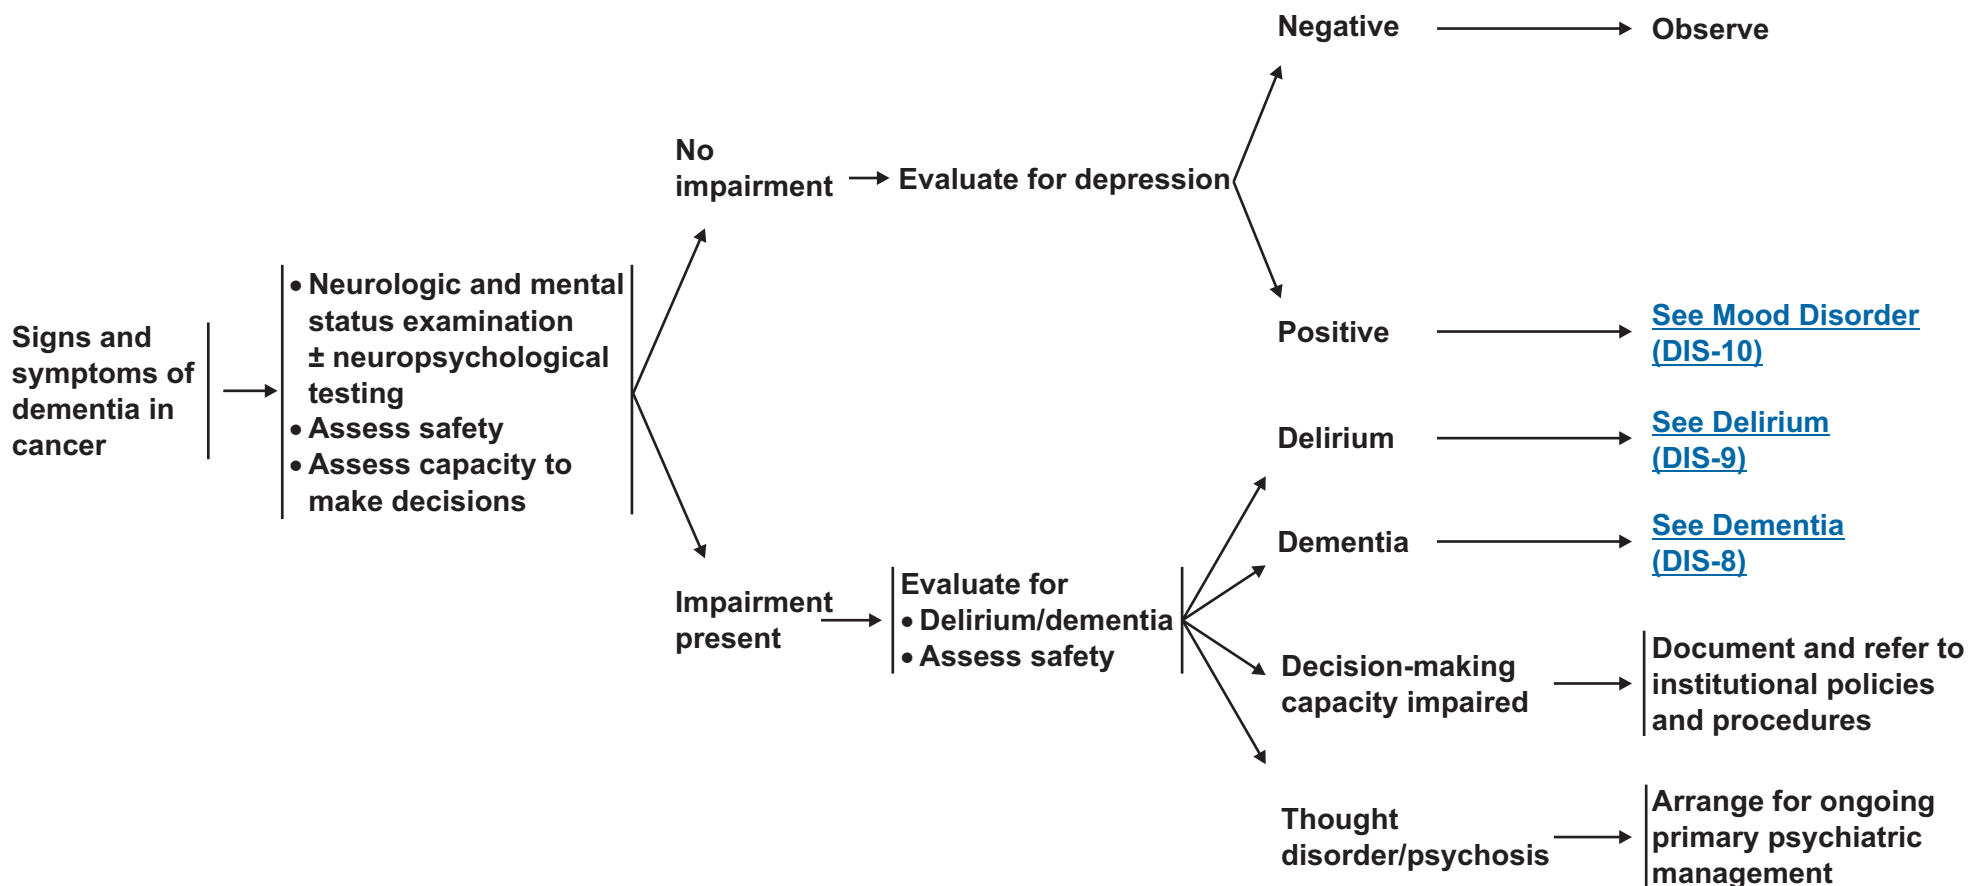 Signs and
symptoms of
dementia in
cancer
• Neurologic and mental
status examination
± neuropsychological
testing
• Assess safety
• Assess capacity to
make decisions
No
impairment
Evaluate for depression
Negative
Observe
Positive
See Mood Disorder
(DIS-10)
Impairment
present
Evaluate for
• Delirium/dementia
• Assess safety
Delirium
See Delirium
(DIS-9)
Dementia
See Dementia
(DIS-8)
Decision-making
capacity impaired
Document and refer to
institutional policies
and procedures
Thought
disorder/psychosis
Arrange for ongoing
primary psychiatric
management